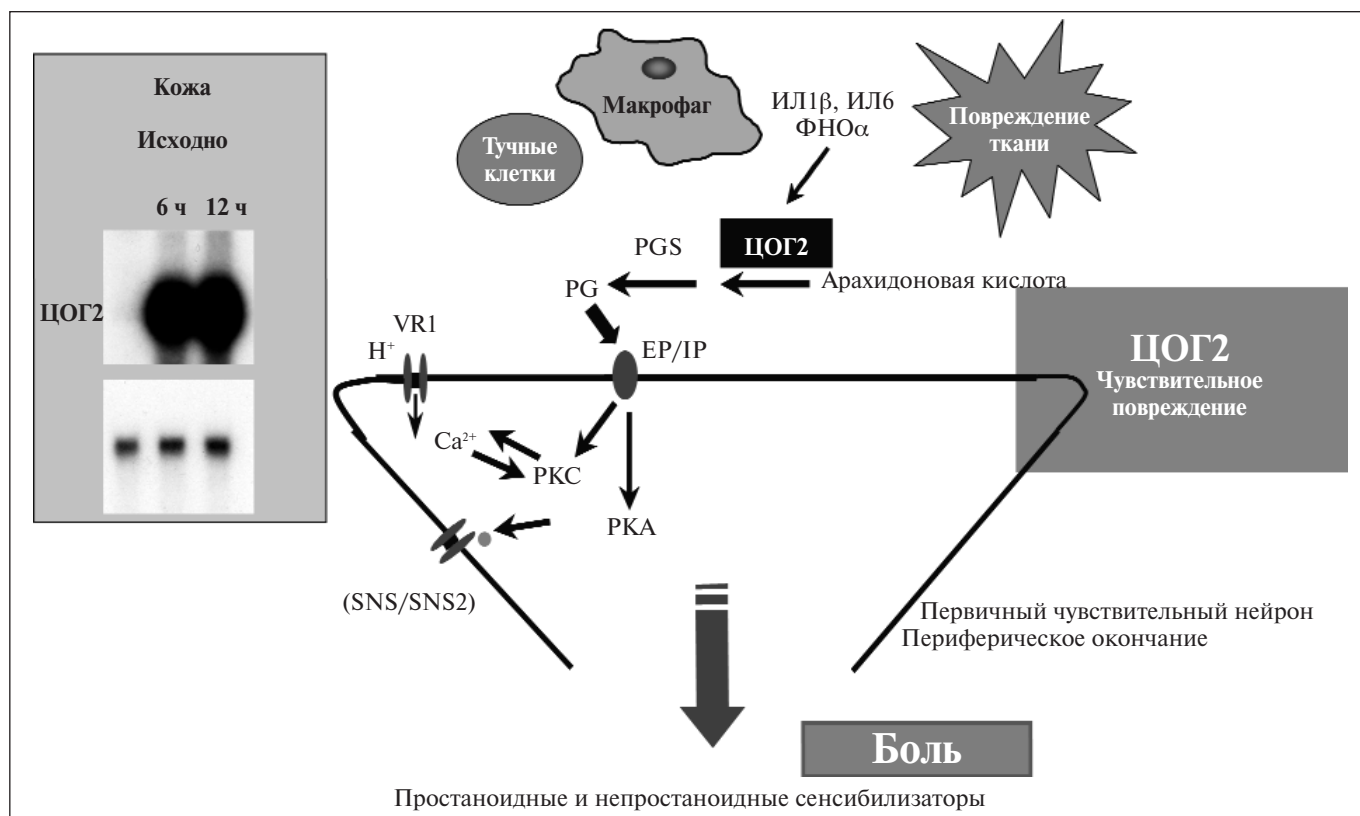 Кожа
Исходно
6 ч 12 ч
ЦОГ2
Макрофаг
Тучные
клетки
ИЛ1β, ИЛ6
ФНОα
Повреждение
ткани
PGS
ЦОГ2
PG
Арахидоновая кислота
VR1
H⁺
EP/IP
ЦОГ2
Чувствительное
повреждение
Ca²⁺
PKC
PKA
(SNS/SNS2)
Первичный чувствительный нейрон
Периферическое окончание
Боль
Простаноидные и непростаноидные сенсибилизаторы